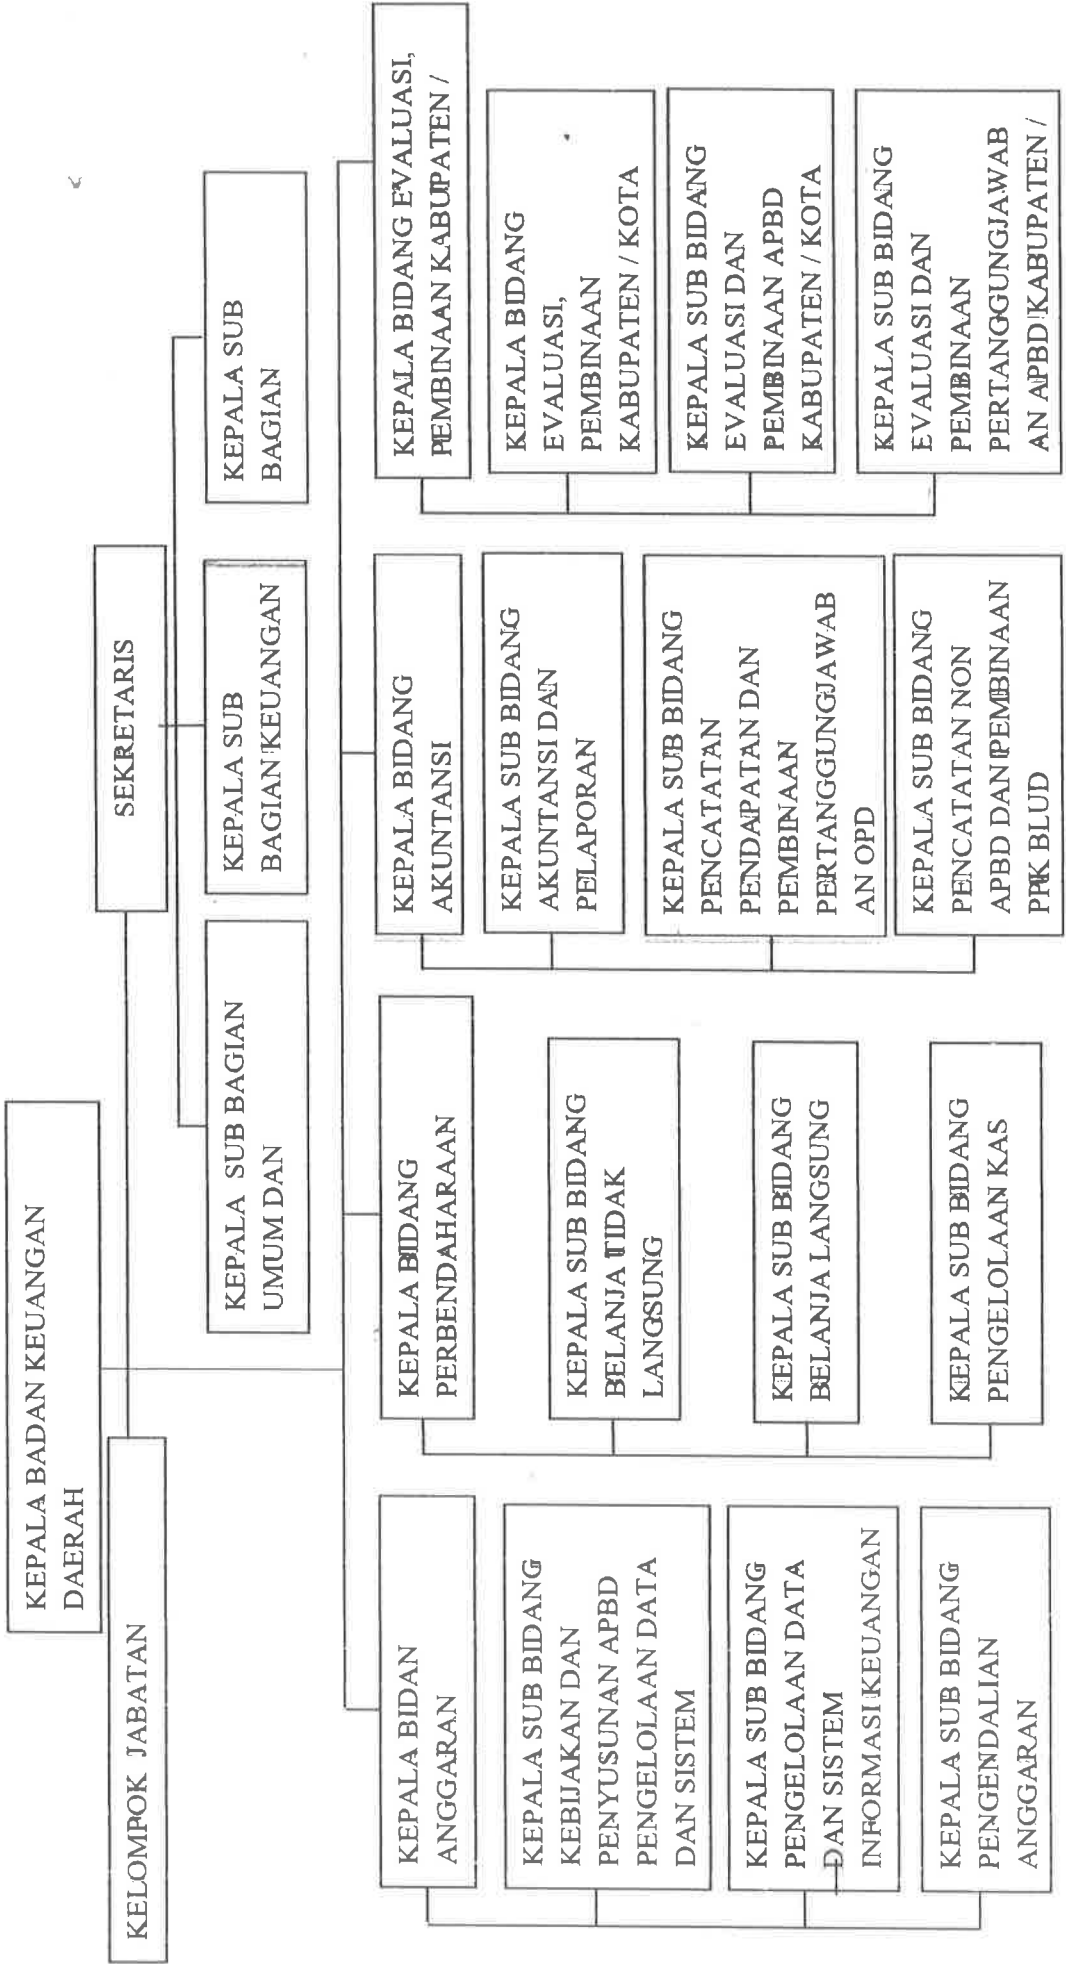 KEPALA BADAN KEUANGAN
DAERAH
KELOMPOK JABATAN
SEKRETARIS
KEPALA SUB BAGIAN
UMUM DAN
KEPALA SUB
BAGIAN KEUANGAN
KEPALA SUB
BAGIAN
KEPALA BIDAN
ANGGARAN
KEPALA SUB BIDANG
KEBIJAKAN DAN
PENYUSUNAN APBD
PENGELOLAAN DATA
DAN SISTEM
KEPALA SUB BIDANG
PENGELOLAAN DATA
DAN SISTEM
INFORMASI KEUANGAN
KEPALA SUB BIDANG
PENGENDALIAN
ANGGARAN
KEPALA BIDANG
PERBENDAHARAAN
KEPALA SUB BIDANG
BELANJA TIDAK
LANGSUNG
KEPALA SUB BIDANG
BELANJA LANGSUNG
KEPALA SUB BIDANG
PENGELOLAAN KAS
KEPALA BIDANG
AKUNTANSI
KEPALA SUB BIDANG
AKUNTANSI DAN
PELAPORAN
KEPALA SUB BIDANG
PENCATATAN
PENDAPATAN DAN
PEMBINAAN
PERTANGGUNGJAWAB
AN OPD
KEPALA SUB BIDANG
PENCATATAN NON
APBD DAN PEMBINAAN
PPK BLUD
KEPALA BIDANG EVALUASI,
PEMBINAAN KABUPATEN /
KEPALA BIDANG
EVALUASI,
PEMBINAAN
KABUPATEN / KOTA
KEPALA SUB BIDANG
EVALUASI DAN
PEMBINAAN APBD
KABUPATEN / KOTA
KEPALA SUB BIDANG
EVALUASI DAN
PEMBINAAN
PERTANGGUNGJAWAB
AN APBD KABUPATEN /